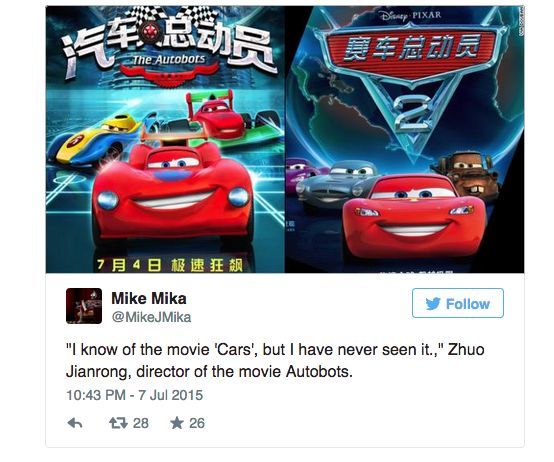 汽车总动员
The Autobots
7月4日 极速狂飙
Disney · PIXAR
赛车总动员
2
Mike Mika
@MikeJMika
Follow
"I know of the movie 'Cars', but I have never seen it.," Zhuo
Jianrong, director of the movie Autobots.
10:43 PM - 7 Jul 2015
28
26